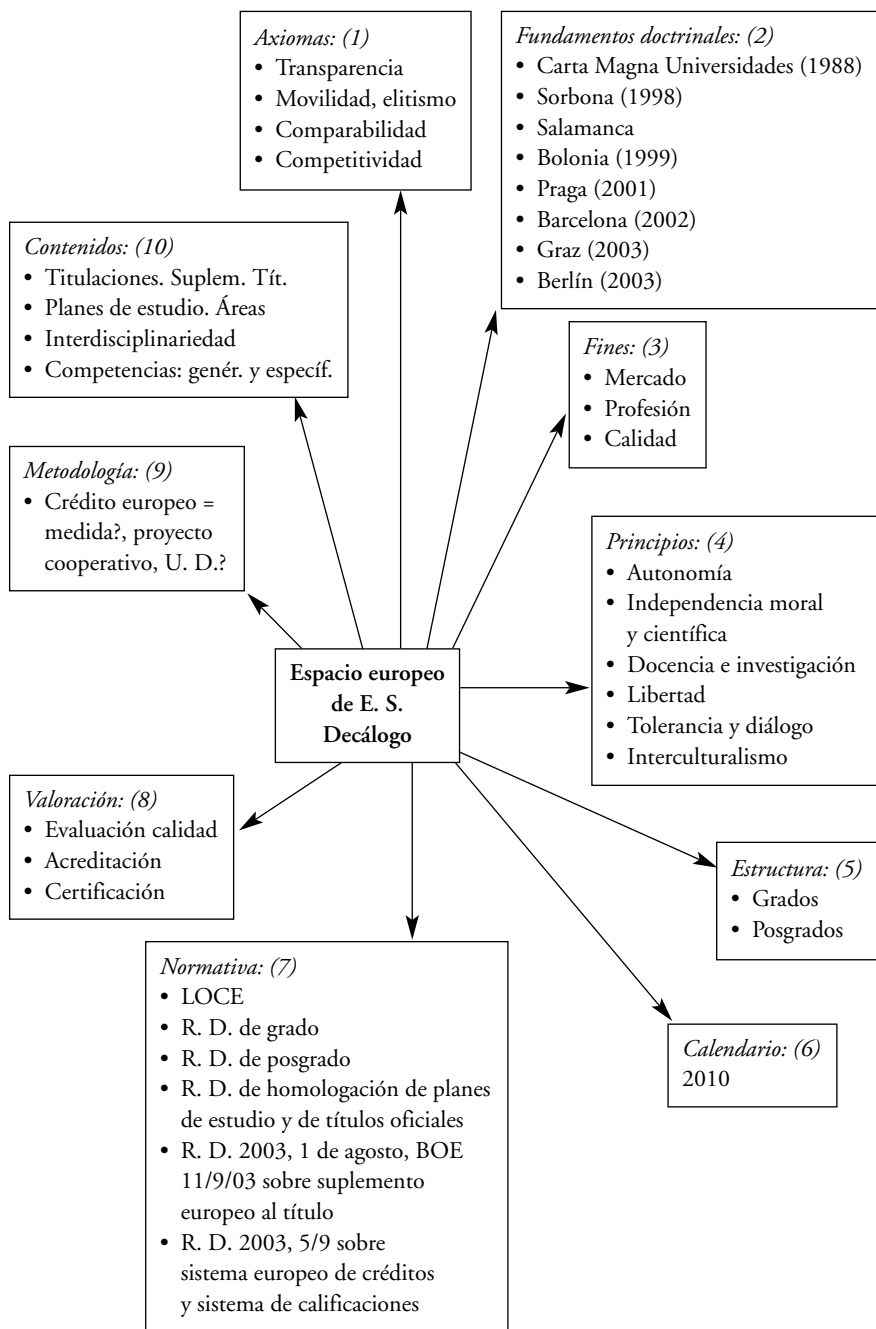 Axiomas: (1)
• Transparencia
• Movilidad, elitismo
• Comparabilidad
• Competitividad
Fundamentos doctrinales: (2)
• Carta Magna Universidades (1988)
• Sorbona (1998)
• Salamanca
• Bolonia (1999)
• Praga (2001)
• Barcelona (2002)
• Graz (2003)
• Berlín (2003)
Contenidos: (10)
• Titulaciones. Suplem. Tít.
• Planes de estudio. Áreas
• Interdisciplinariedad
• Competencias: genér. y específ.
Fines: (3)
• Mercado
• Profesión
• Calidad
Metodología: (9)
• Crédito europeo =
medida?, proyecto
cooperativo, U. D.?
Principios: (4)
• Autonomía
• Independencia moral
y científica
• Docencia e investigación
• Libertad
• Tolerancia y diálogo
• Interculturalismo
Espacio europeo
de E. S.
Decálogo
Valoración: (8)
• Evaluación calidad
• Acreditación
• Certificación
Estructura: (5)
• Grados
• Posgrados
Normativa: (7)
• LOCE
• R. D. de grado
• R. D. de posgrado
• R. D. de homologación de planes
de estudio y de títulos oficiales
• R. D. 2003, 1 de agosto, BOE
11/9/03 sobre suplemento
europeo al título
• R. D. 2003, 5/9 sobre
sistema europeo de créditos
y sistema de calificaciones
Calendario: (6)
2010